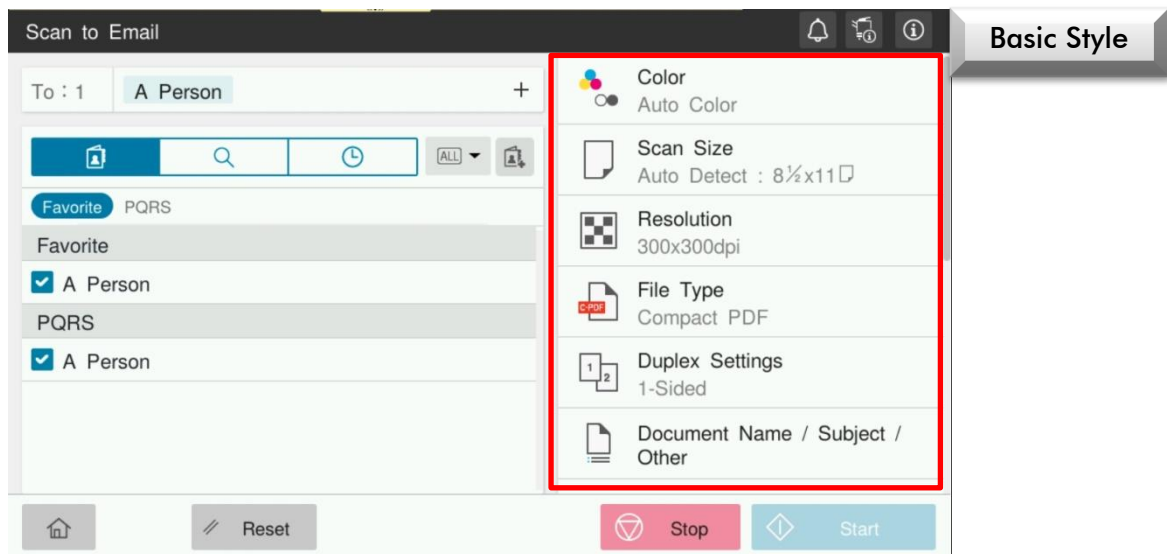 Scan to Email
Basic Style
To : 1 A Person +
ALL
Favorite PQRS
Favorite
A Person
PQRS
A Person
Color
Auto Color
Scan Size
Auto Detect : 8½x11
Resolution
300x300dpi
File Type
C-PDF
Compact PDF
1 2
Duplex Settings
1-Sided
Document Name / Subject /
Other
Reset
Stop
Start